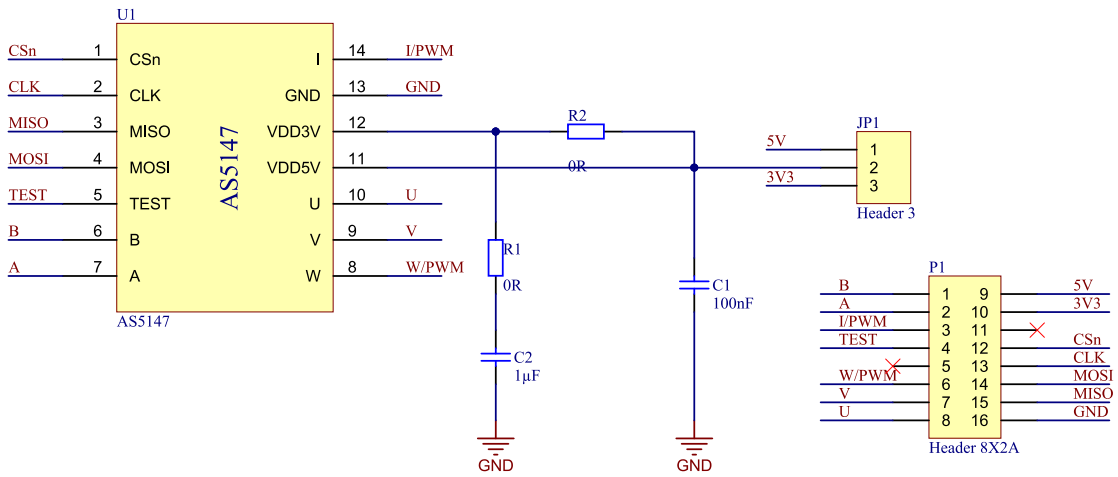 U1
CSn 1 CSn I 14 I/PWM
CLK 2 CLK GND 13 GND
MISO 3 MISO VDD3V 12
MOSI 4 MOSI VDD5V 11
TEST 5 TEST U 10 U
B 6 B V 9 V
A 7 A W 8 W/PWM
AS5147
AS5147
R2
0R
R1
0R
C2
1µF
GND
C1
100nF
GND
JP1
5V 1
2
3V3 3
Header 3
P1
B 1 9 5V
A 2 10 3V3
I/PWM 3 11
TEST 4 12 CSn
5 13 CLK
W/PWM 6 14 MOSI
V 7 15 MISO
U 8 16 GND
Header 8X2A